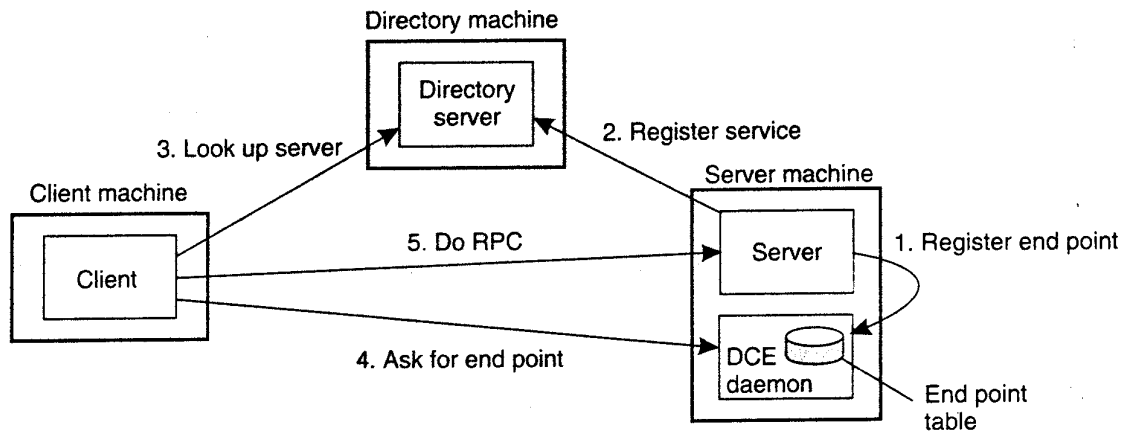 Directory machine
Directory
server
3. Look up server
2. Register service
Client machine
Server machine
Client
5. Do RPC
Server
1. Register end point
4. Ask for end point
DCE
daemon
End point
table